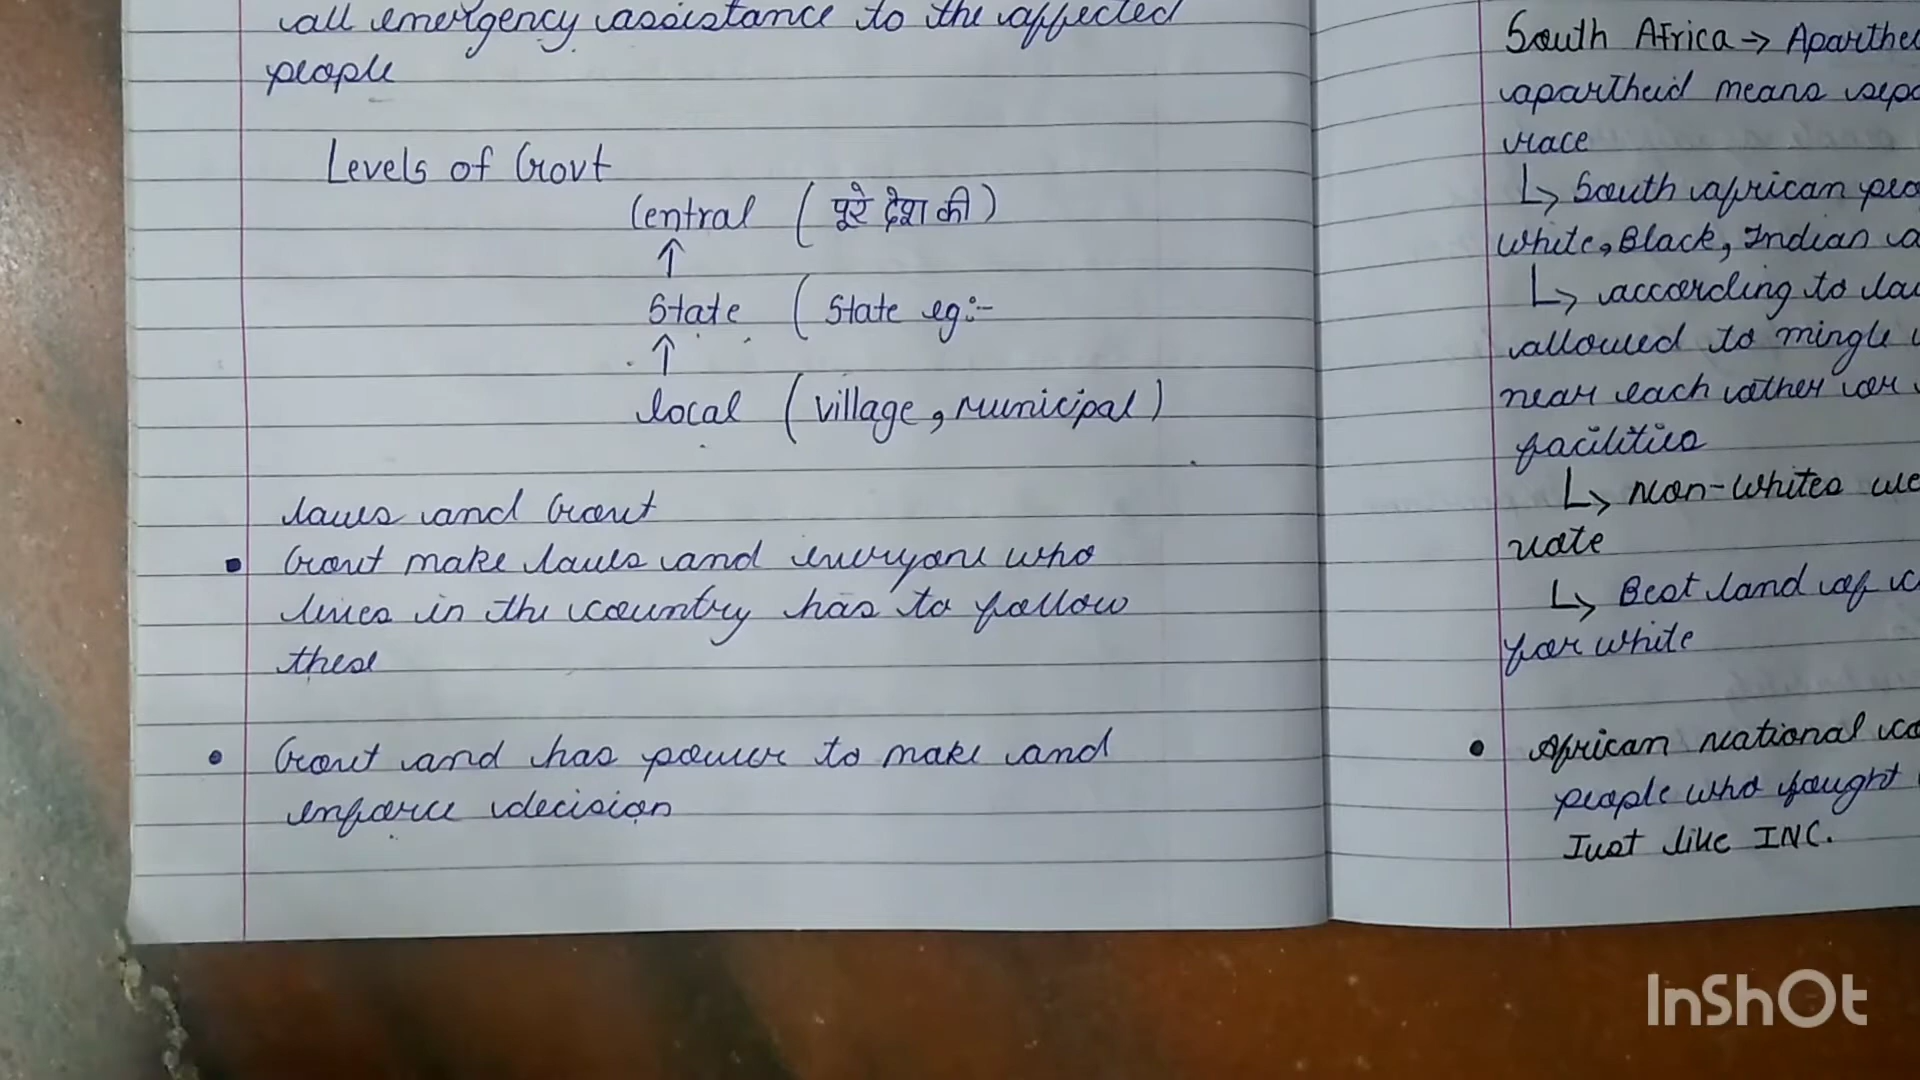 all emergency assistance to the affected
people
Levels of Govt
Central ( पूरे देश की )
↑
State ( State eg:-
↑
local ( village, Municipal )
laws and Govt
▪ Govt make laws and everyone who
lives in the country has to follow
these
• Govt and has power to make and
enforce decision
South Africa → Aparthe
apartheid means sepa
race
↳ South african peo
White, Black, Indian
↳ according to la
allowed to mingle
near each other or
facilities
↳ Non-Whites we
vote
↳ Best land of
for white
• African national co
people who fought
Just like INC.
InShOt